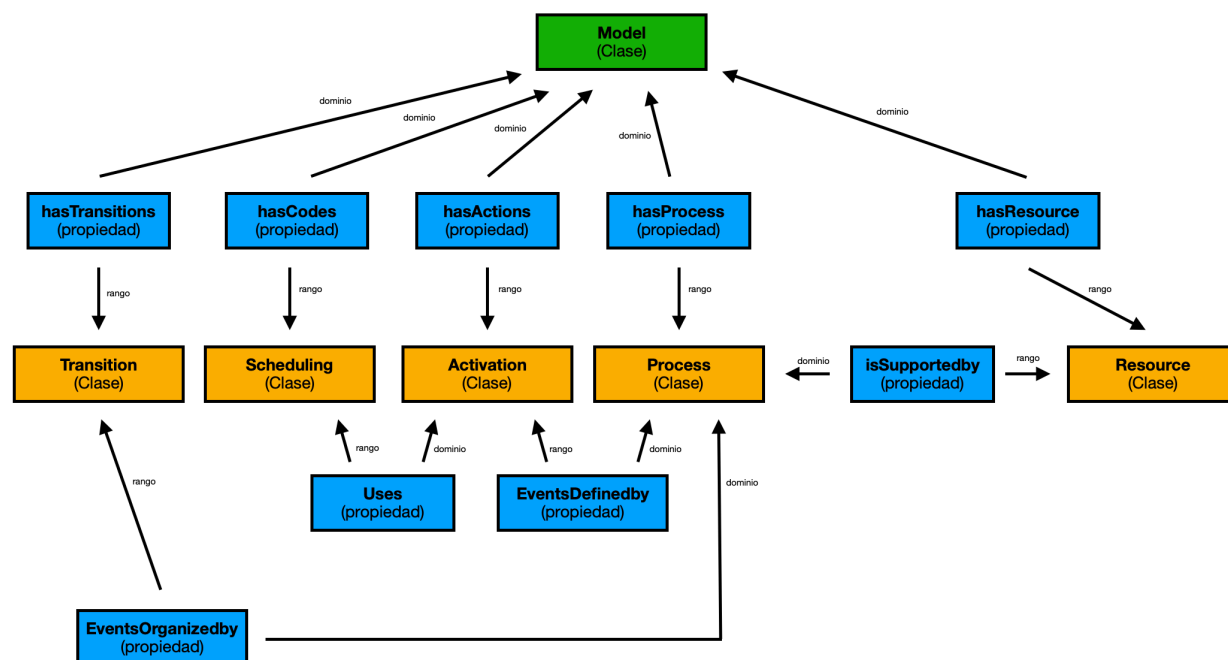 Model
(Clase)
dominio
dominio
dominio
dominio
dominio
hasTransitions
(propiedad)
hasCodes
(propiedad)
hasActions
(propiedad)
hasProcess
(propiedad)
hasResource
(propiedad)
rango
rango
rango
rango
rango
Transition
(Clase)
Scheduling
(Clase)
Activation
(Clase)
Process
(Clase)
dominio
isSupportedby
(propiedad)
rango
Resource
(Clase)
rango
dominio
rango
dominio
Uses
(propiedad)
EventsDefinedby
(propiedad)
rango
dominio
EventsOrganizedby
(propiedad)